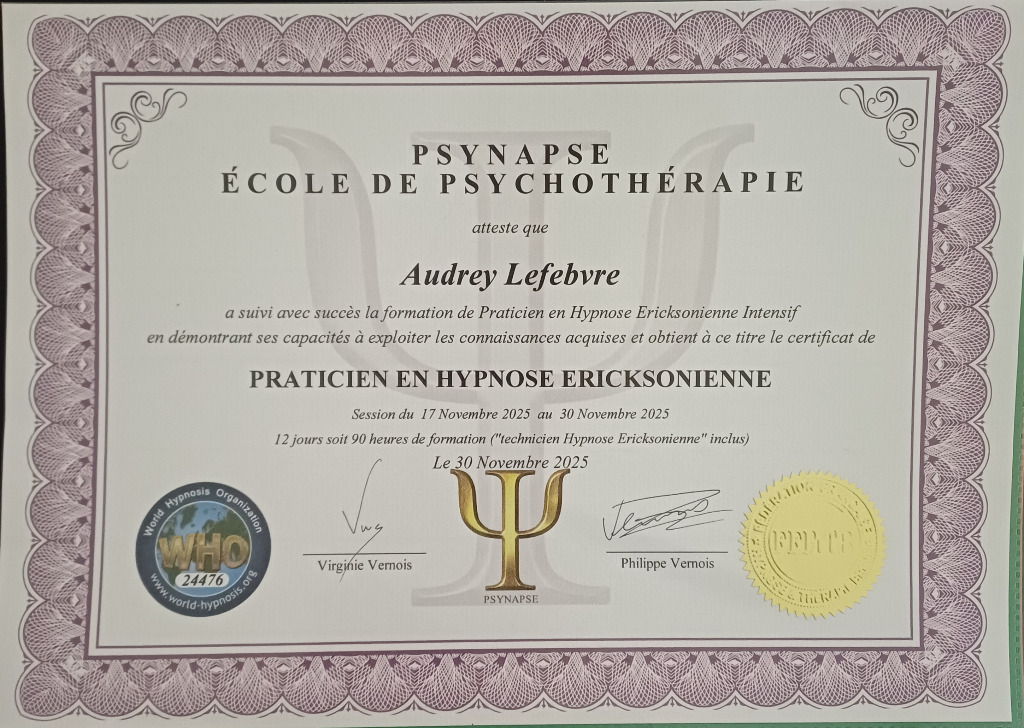 PSYNAPSE
ÉCOLE DE PSYCHOTHÉRAPIE
atteste que
Audrey Lefebvre
a suivi avec succès la formation de Praticien en Hypnose Ericksonienne Intensif
en démontrant ses capacités à exploiter les connaissances acquises et obtient à ce titre le certificat de
PRATICIEN EN HYPNOSE ERICKSONIENNE
Session du 17 Novembre 2025 au 30 Novembre 2025
12 jours soit 90 heures de formation ("technicien Hypnose Ericksonienne" inclus)
Le 30 Novembre 2025
World Hypnosis Organization
WHO
24476
www.world-hypnosis.org
Virginie Vernois
PSYNAPSE
Philippe Vernois